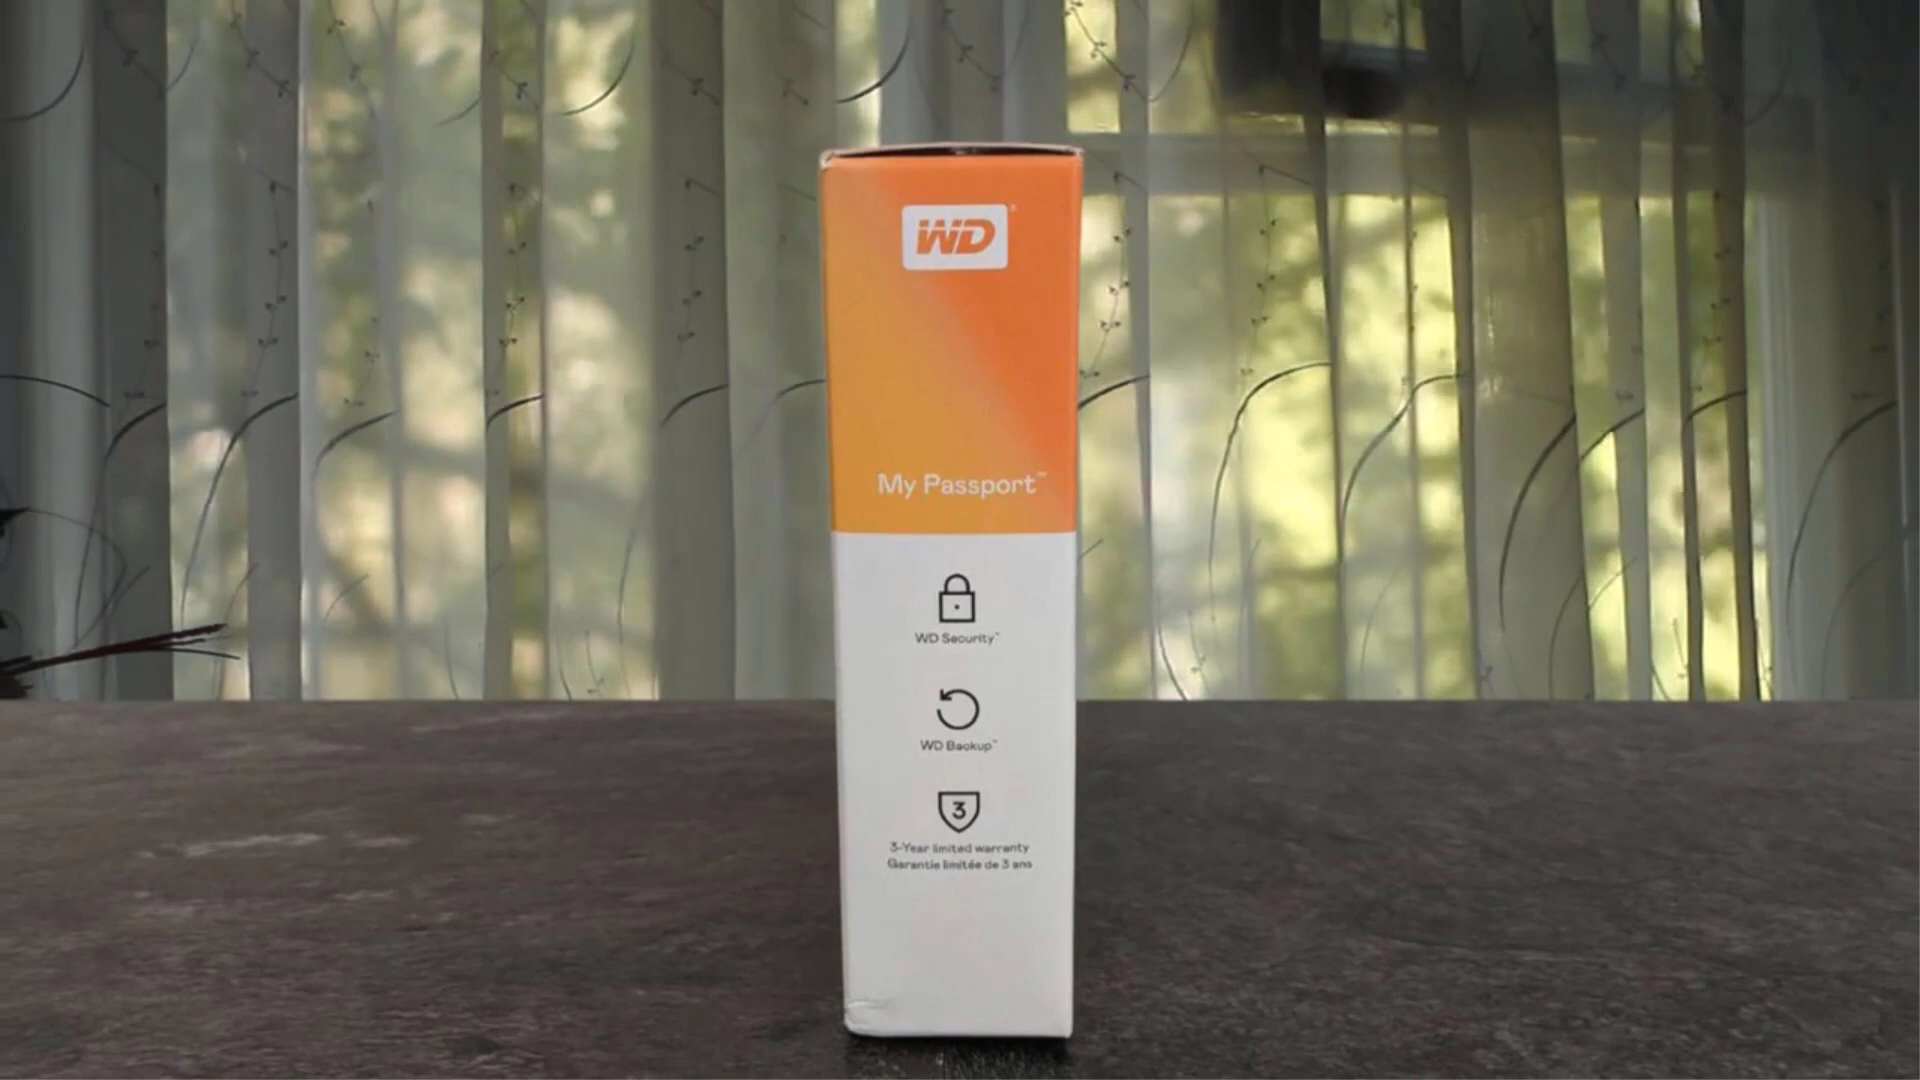 WD®
My Passport™
WD Security™
WD Backup™
3
3-Year limited warranty
Garantie limitée de 3 ans